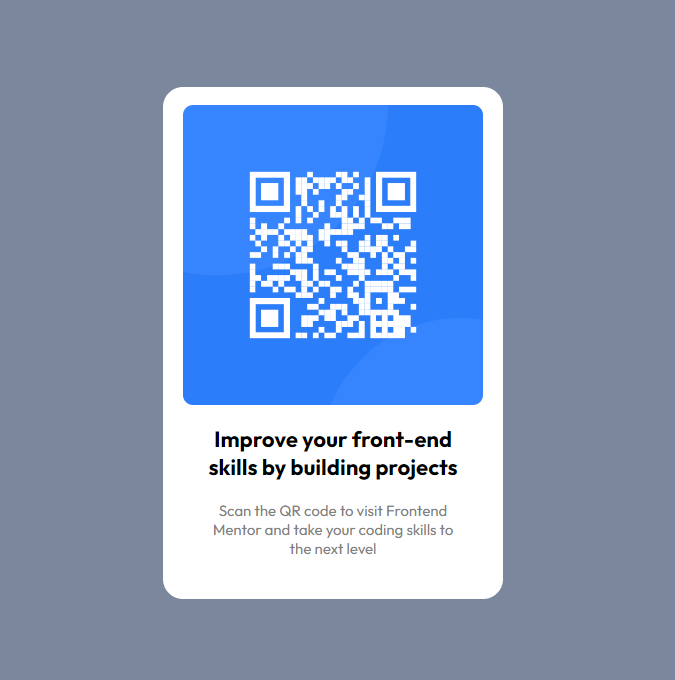 Improve your front-end
skills by building projects
Scan the QR code to visit Frontend
Mentor and take your coding skills to
the next level